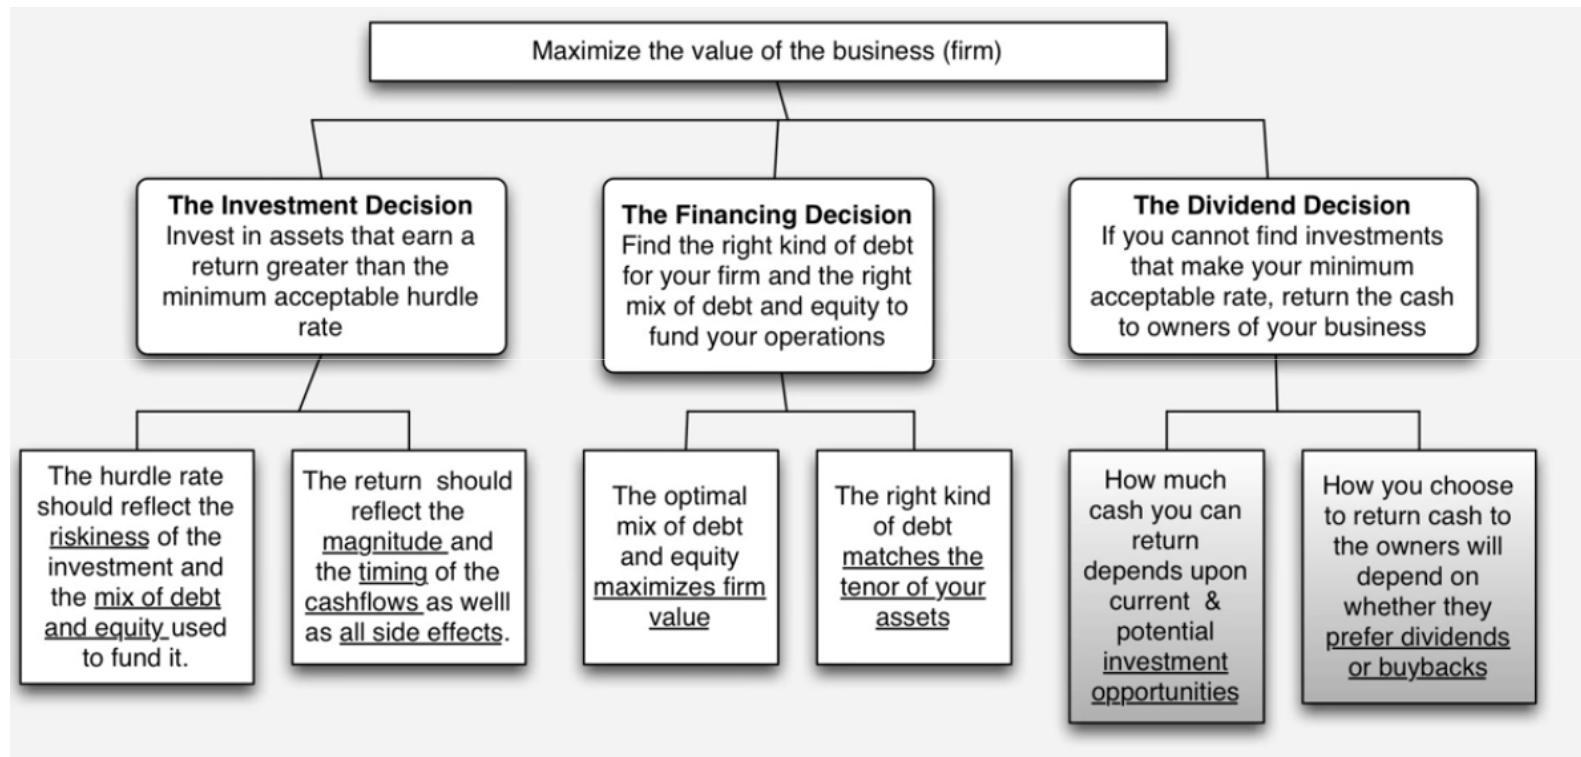 Maximize the value of the business (firm)
The Investment Decision
Invest in assets that earn a
return greater than the
minimum acceptable hurdle
rate
The Financing Decision
Find the right kind of debt
for your firm and the right
mix of debt and equity to
fund your operations
The Dividend Decision
If you cannot find investments
that make your minimum
acceptable rate, return the cash
to owners of your business
The hurdle rate
should reflect the
riskiness of the
investment and
the mix of debt
and equity used
to fund it.
The return should
reflect the
magnitude and
the timing of the
cashflows as welll
as all side effects.
The optimal
mix of debt
and equity
maximizes firm
value
The right kind
of debt
matches the
tenor of your
assets
How much
cash you can
return
depends upon
current &
potential
investment
opportunities
How you choose
to return cash to
the owners will
depend on
whether they
prefer dividends
or buybacks